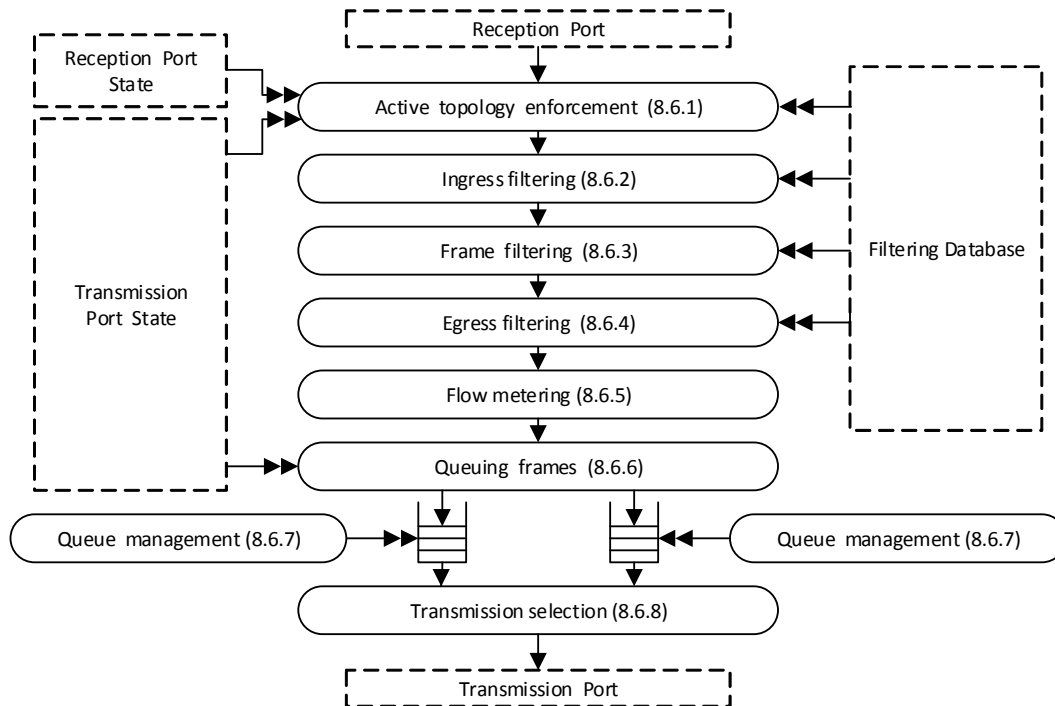 Reception Port
Reception Port
State
Active topology enforcement (8.6.1)
Ingress filtering (8.6.2)
Frame filtering (8.6.3)
Filtering Database
Transmission
Port State
Egress filtering (8.6.4)
Flow metering (8.6.5)
Queuing frames (8.6.6)
Queue management (8.6.7)
Queue management (8.6.7)
Transmission selection (8.6.8)
Transmission Port